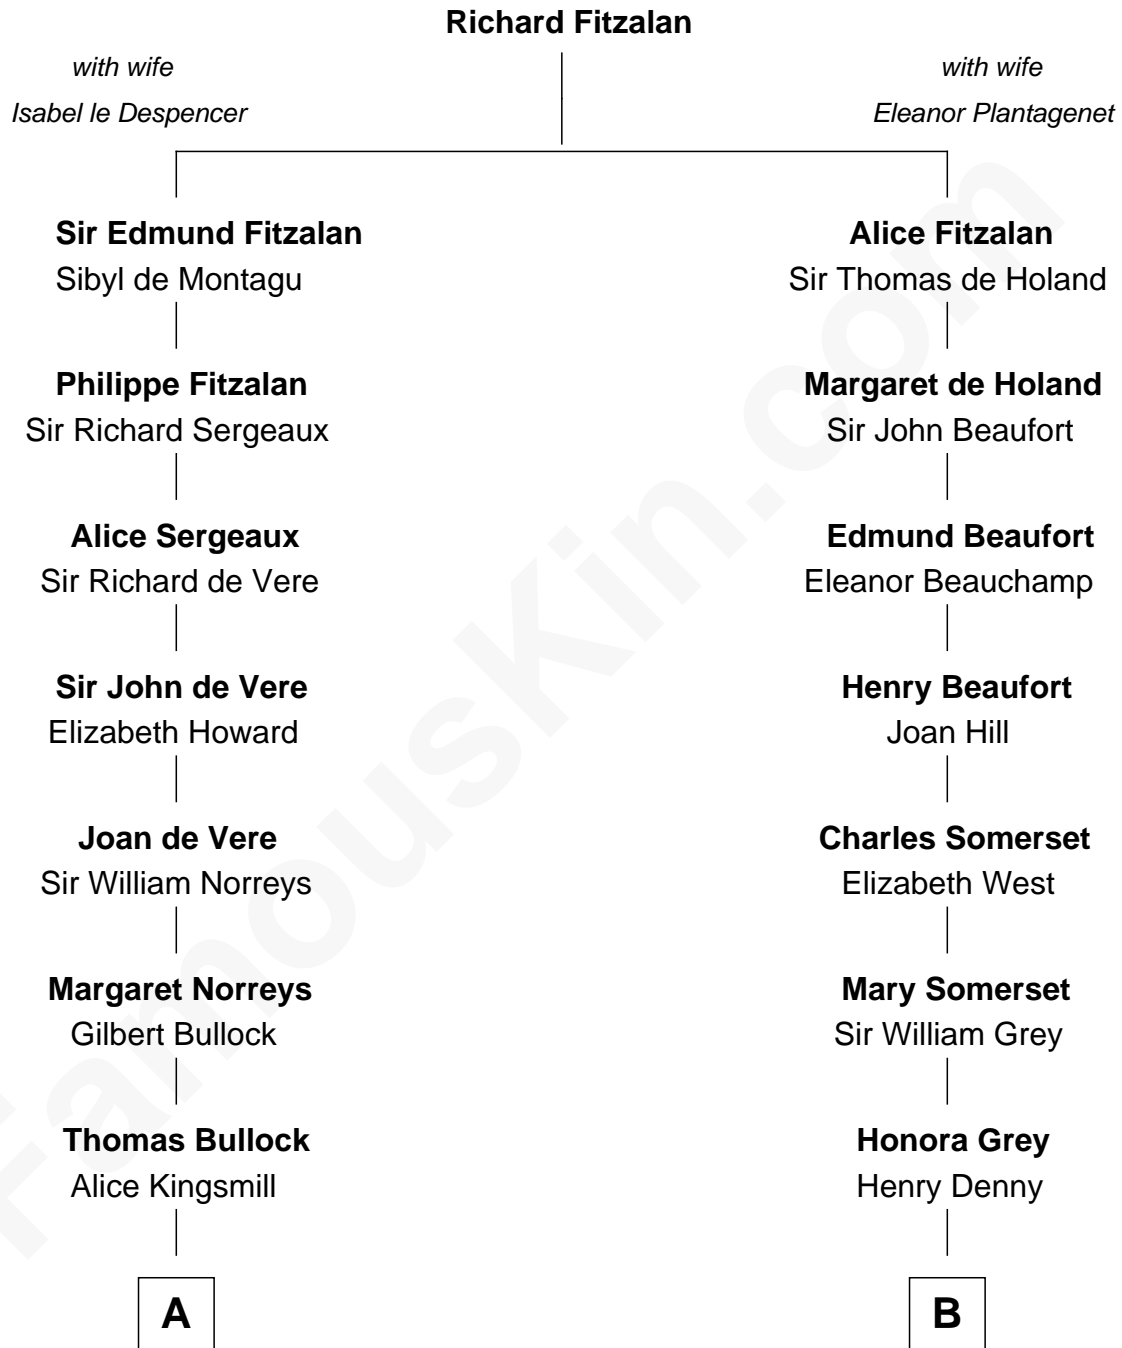 Richard Fitzalan
with wife
Isabel le Despencer
with wife
Eleanor Plantagenet
Sir Edmund Fitzalan
Sibyl de Montagu
Alice Fitzalan
Sir Thomas de Holand
Philippe Fitzalan
Sir Richard Sergeaux
Margaret de Holand
Sir John Beaufort
Alice Sergeaux
Sir Richard de Vere
Edmund Beaufort
Eleanor Beauchamp
Sir John de Vere
Elizabeth Howard
Henry Beaufort
Joan Hill
Joan de Vere
Sir William Norreys
Charles Somerset
Elizabeth West
Margaret Norreys
Gilbert Bullock
Mary Somerset
Sir William Grey
Thomas Bullock
Alice Kingsmill
Honora Grey
Henry Denny
A
B
FamousKin.com